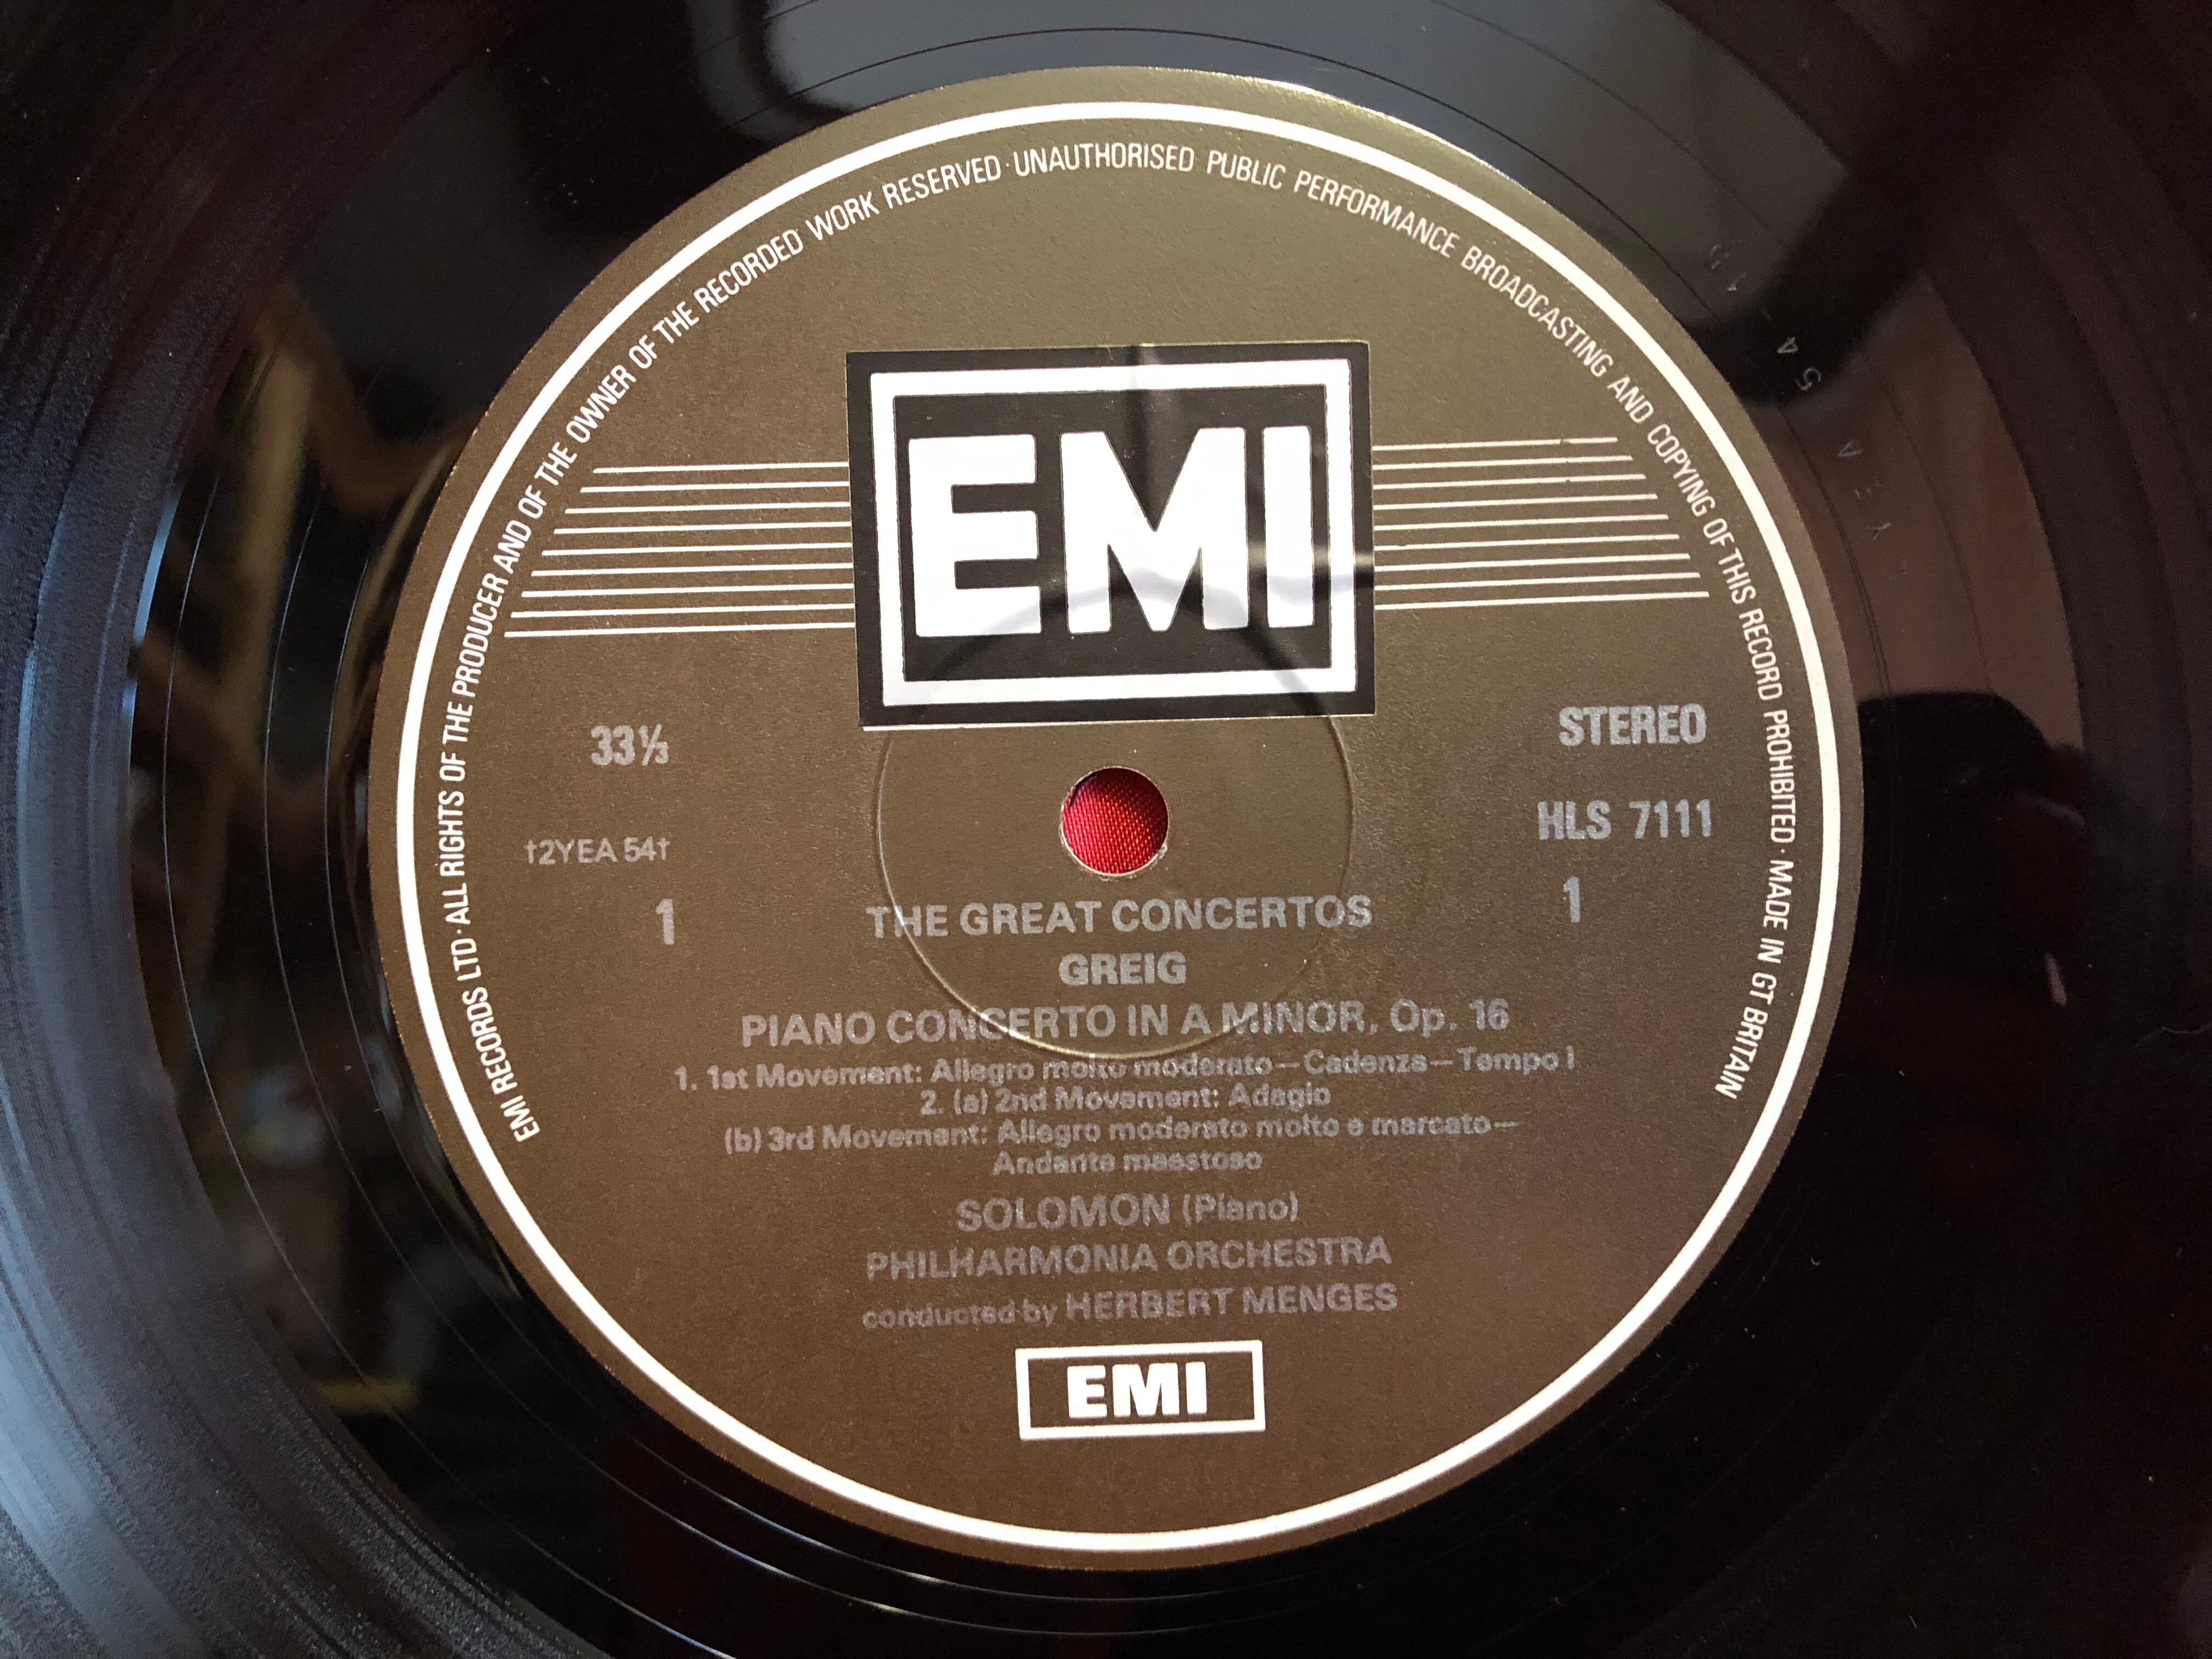 EMI RECORDS LTD · ALL RIGHTS OF THE PRODUCER AND OF THE OWNER OF THE RECORDED WORK RESERVED · UNAUTHORISED PUBLIC PERFORMANCE BROADCASTING AND COPYING OF THIS RECORD PROHIBITED · MADE IN GT BRITAIN
EMI
33⅓
STEREO
HLS 7111
†2YEA 54†
1
1
THE GREAT CONCERTOS
GREIG
PIANO CONCERTO IN A MINOR, Op. 16
1. 1st Movement: Allegro molto moderato—Cadenza—Tempo I
2. (a) 2nd Movement: Adagio
(b) 3rd Movement: Allegro moderato molto e marcato—
Andante maestoso
SOLOMON (Piano)
PHILHARMONIA ORCHESTRA
conducted by HERBERT MENGES
EMI